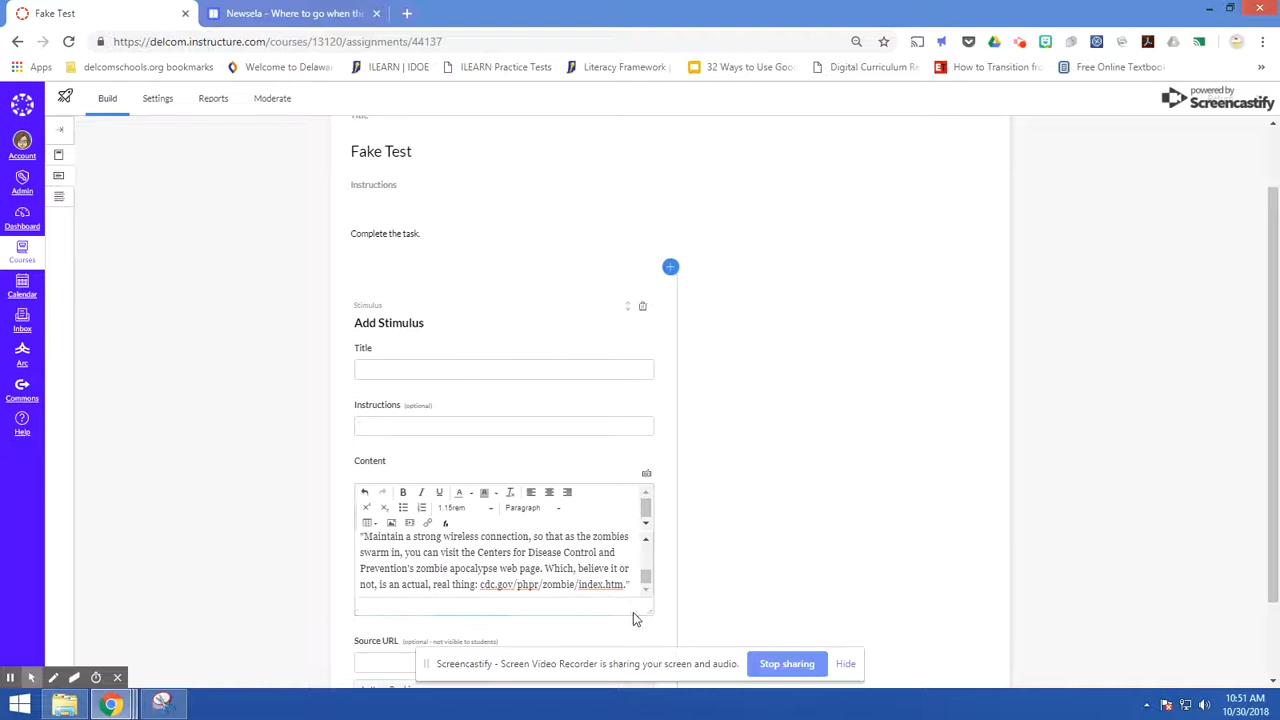 Fake Test
Newsela - Where to go when th
https://delcom.instructure.com/courses/13120/assignments/44137
Apps
delcomschools.org bookmarks
Welcome to Delaw
ILEARN | IDOE
ILEARN Practice Tests
Literacy Framework
32 Ways to Use Goo
Digital Curriculum R
How to Transition fro
Free Online Textboo
»
powered by
Screencastify
Build
Settings
Reports
Moderate
Account
Admin
Dashboard
Courses
Calendar
Inbox
Arc
Commons
Help
Title
Fake Test
Instructions
Complete the task.
Stimulus
Add Stimulus
Title
Instructions (optional)
Content
B I U A A
1.15rem Paragraph
"Maintain a strong wireless connection, so that as the zombies
swarm in, you can visit the Centers for Disease Control and
Prevention's zombie apocalypse web page. Which, believe it or
not, is an actual, real thing: cdc.gov/phpr/zombie/index.htm."
Source URL (optional - not visible to students)
Screencastify - Screen Video Recorder is sharing your screen and audio.
Stop sharing
Hide
10:51 AM
10/30/2018